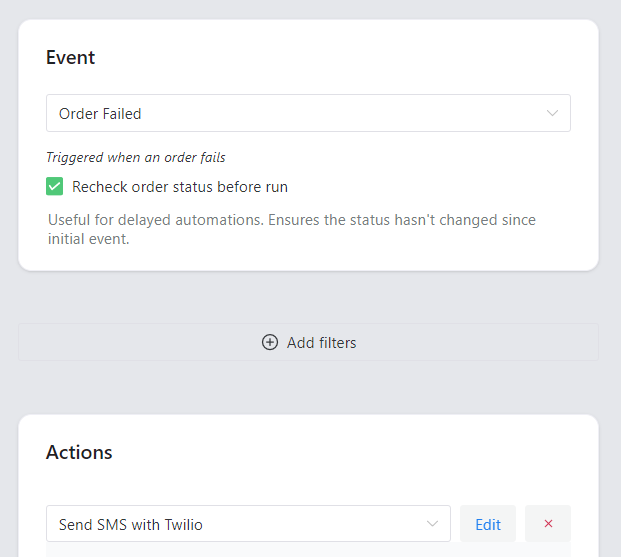 Event
Order Failed
Triggered when an order fails
Recheck order status before run
Useful for delayed automations. Ensures the status hasn't changed since
initial event.
Add filters
Actions
Send SMS with Twilio
Edit
×